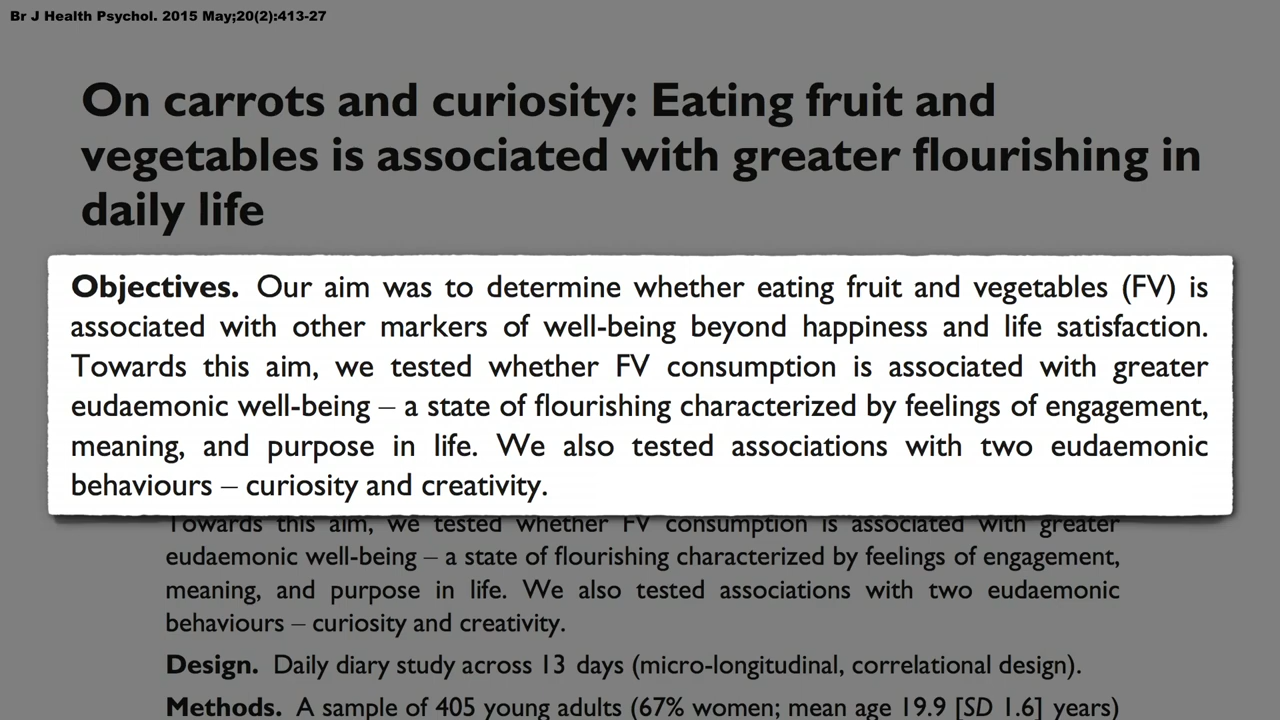 Br J Health Psychol. 2015 May;20(2):413-27
On carrots and curiosity: Eating fruit and
vegetables is associated with greater flourishing in
daily life
Objectives. Our aim was to determine whether eating fruit and vegetables (FV) is
associated with other markers of well-being beyond happiness and life satisfaction.
Towards this aim, we tested whether FV consumption is associated with greater
eudaemonic well-being – a state of flourishing characterized by feelings of engagement,
meaning, and purpose in life. We also tested associations with two eudaemonic
behaviours – curiosity and creativity.
Towards this aim, we tested whether FV consumption is associated with greater
eudaemonic well-being – a state of flourishing characterized by feelings of engagement,
meaning, and purpose in life. We also tested associations with two eudaemonic
behaviours – curiosity and creativity.
Design. Daily diary study across 13 days (micro-longitudinal, correlational design).
Methods. A sample of 405 young adults (67% women; mean age 19.9 [SD 1.6] years)